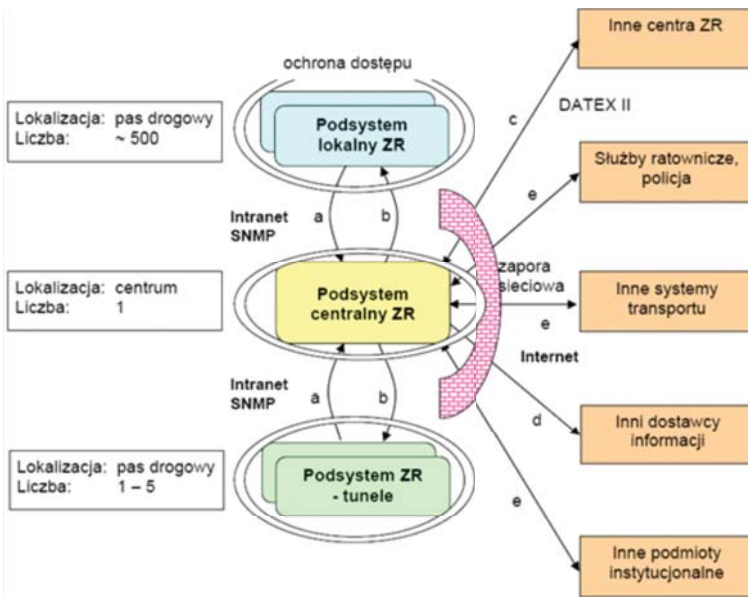 ochrona dostępu
Inne centra ZR
Lokalizacja: pas drogowy
Liczba: ~ 500
Podsystem
lokalny ZR
c
DATEX II
Służby ratownicze,
policja
e
Intranet
SNMP
a
b
Lokalizacja: centrum
Liczba: 1
Podsystem
centralny ZR
zapora
sieciowa
e
Inne systemy
transportu
Internet
Intranet
SNMP
a
b
d
Inni dostawcy
informacji
Lokalizacja: pas drogowy
Liczba: 1 – 5
Podsystem ZR
- tunele
e
Inne podmioty
instytucjonalne